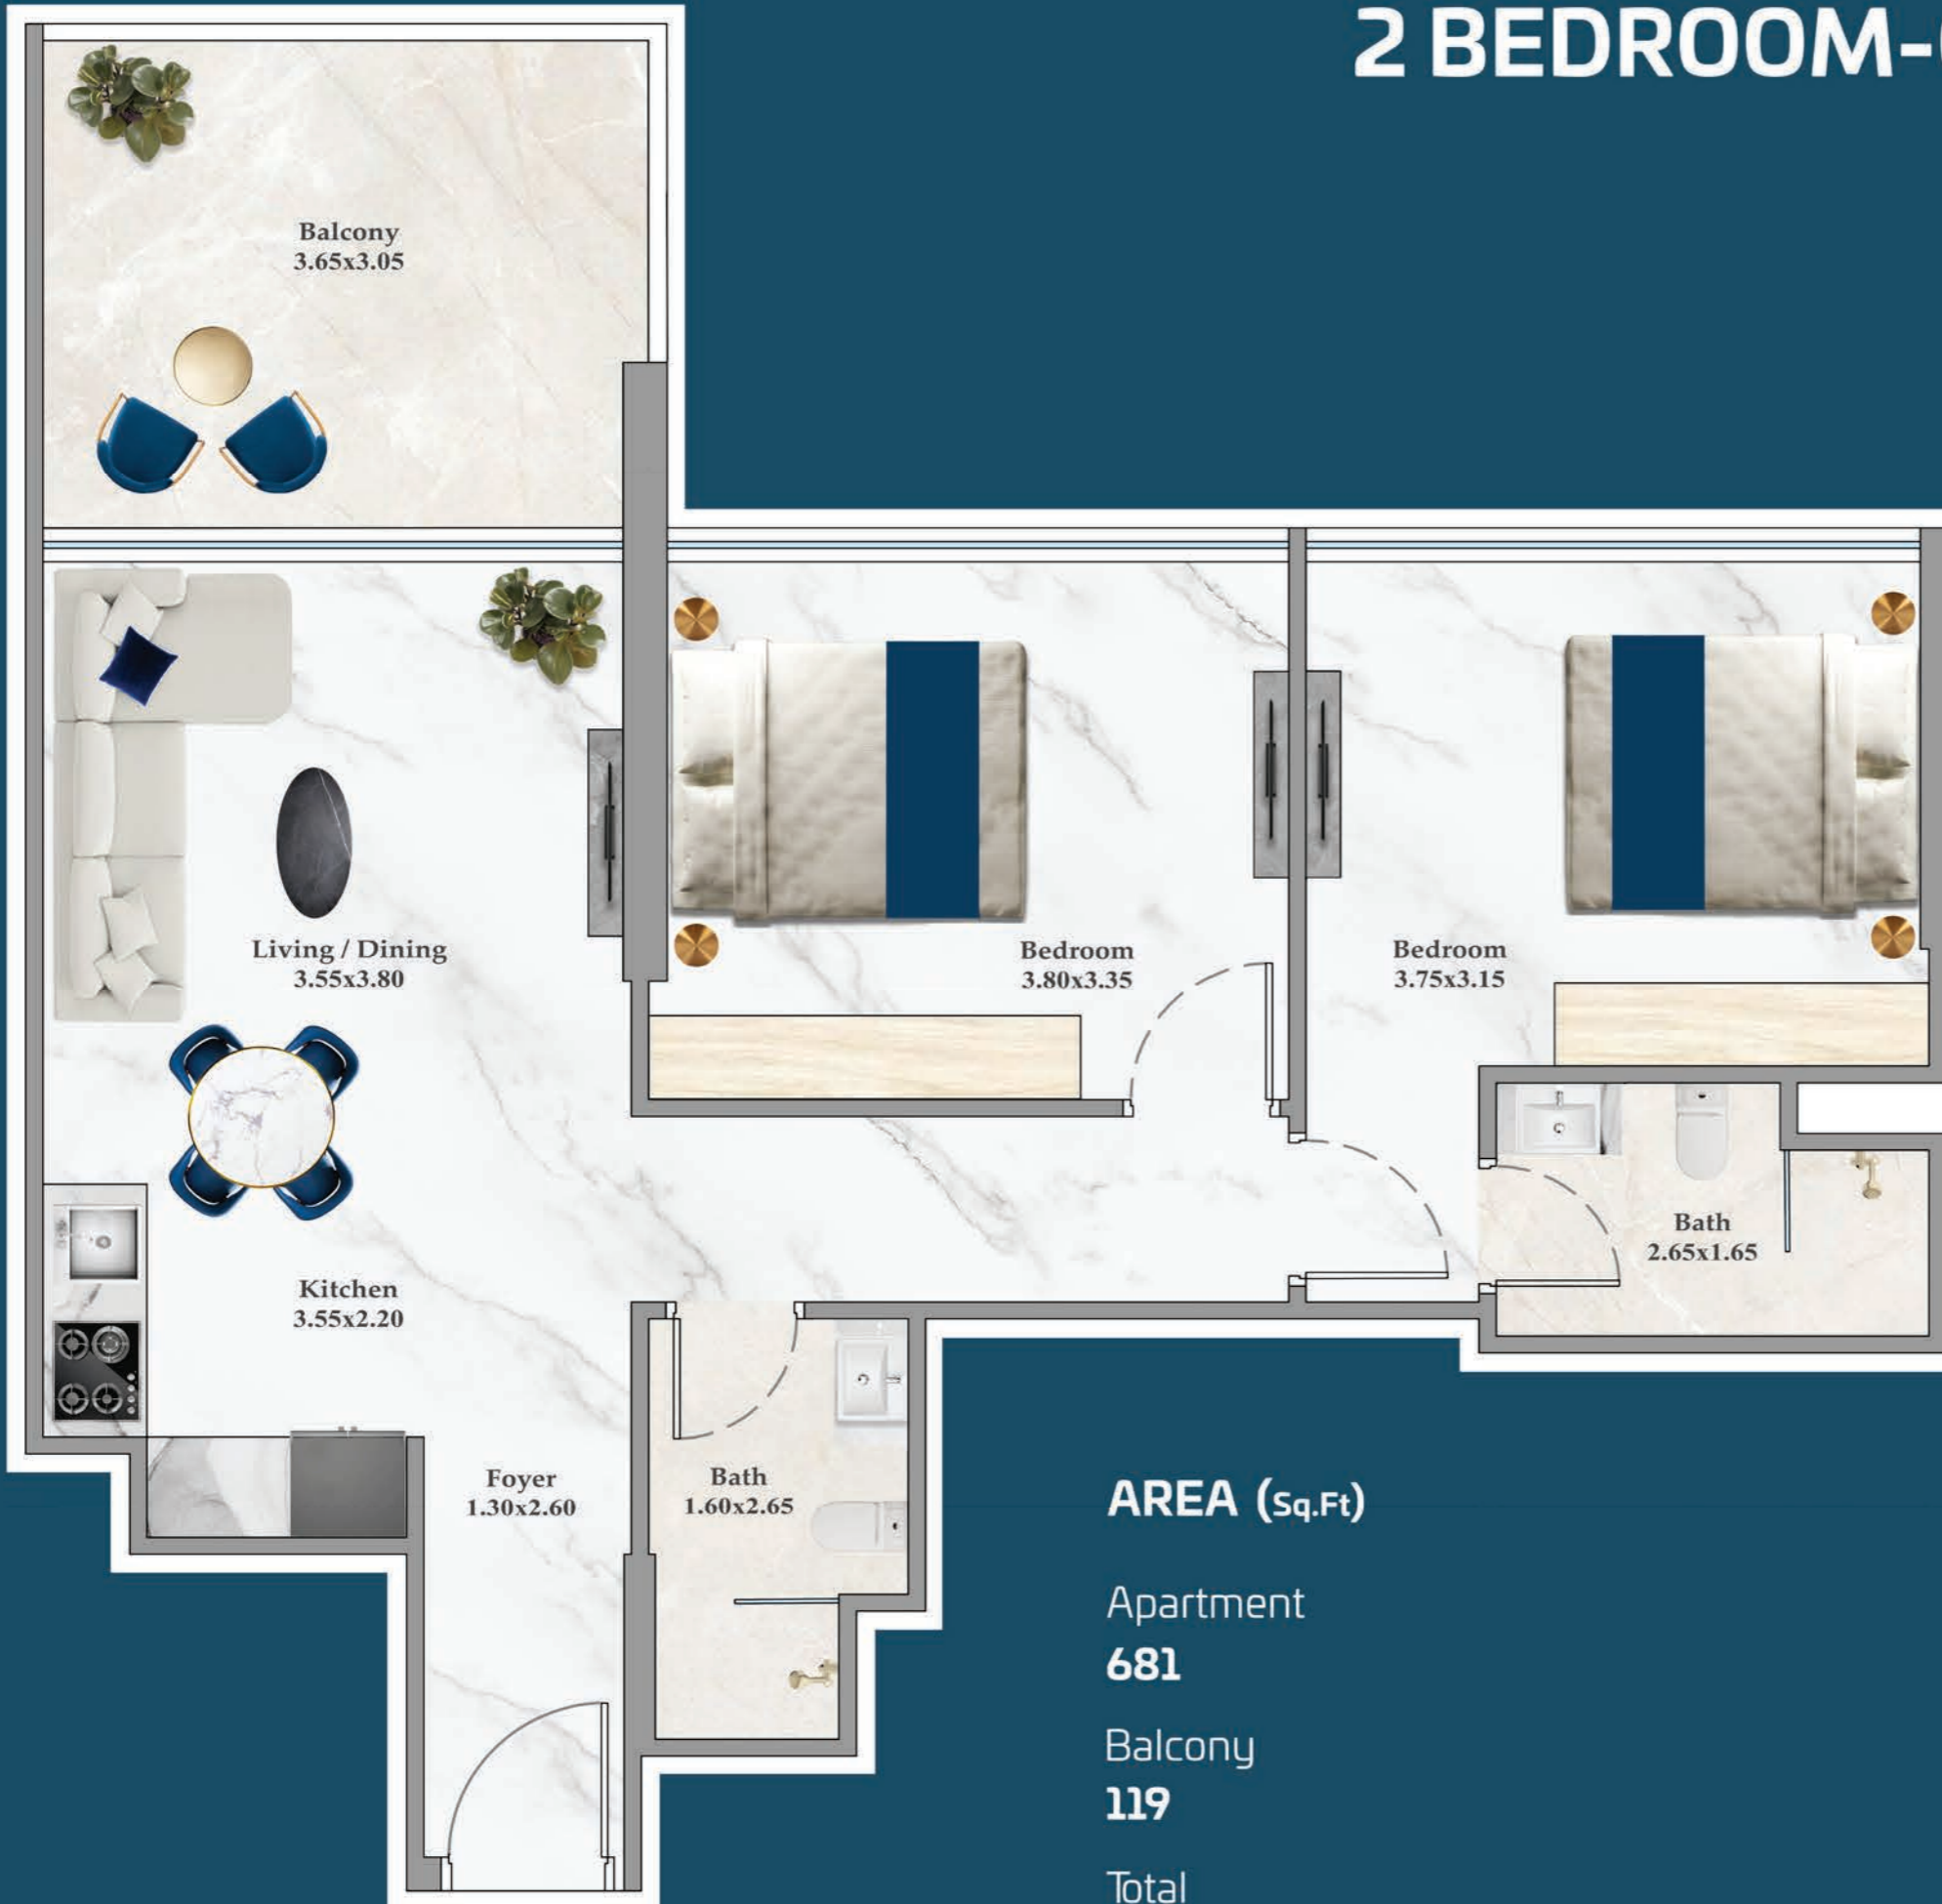 2 BEDROOM-
Balcony
3.65x3.05
Living / Dining
3.55x3.80
Bedroom
3.80x3.35
Bedroom
3.75x3.15
Bath
2.65x1.65
Kitchen
3.55x2.20
Foyer
1.30x2.60
Bath
1.60x2.65
AREA (Sq.Ft)
Apartment
681
Balcony
119
Total